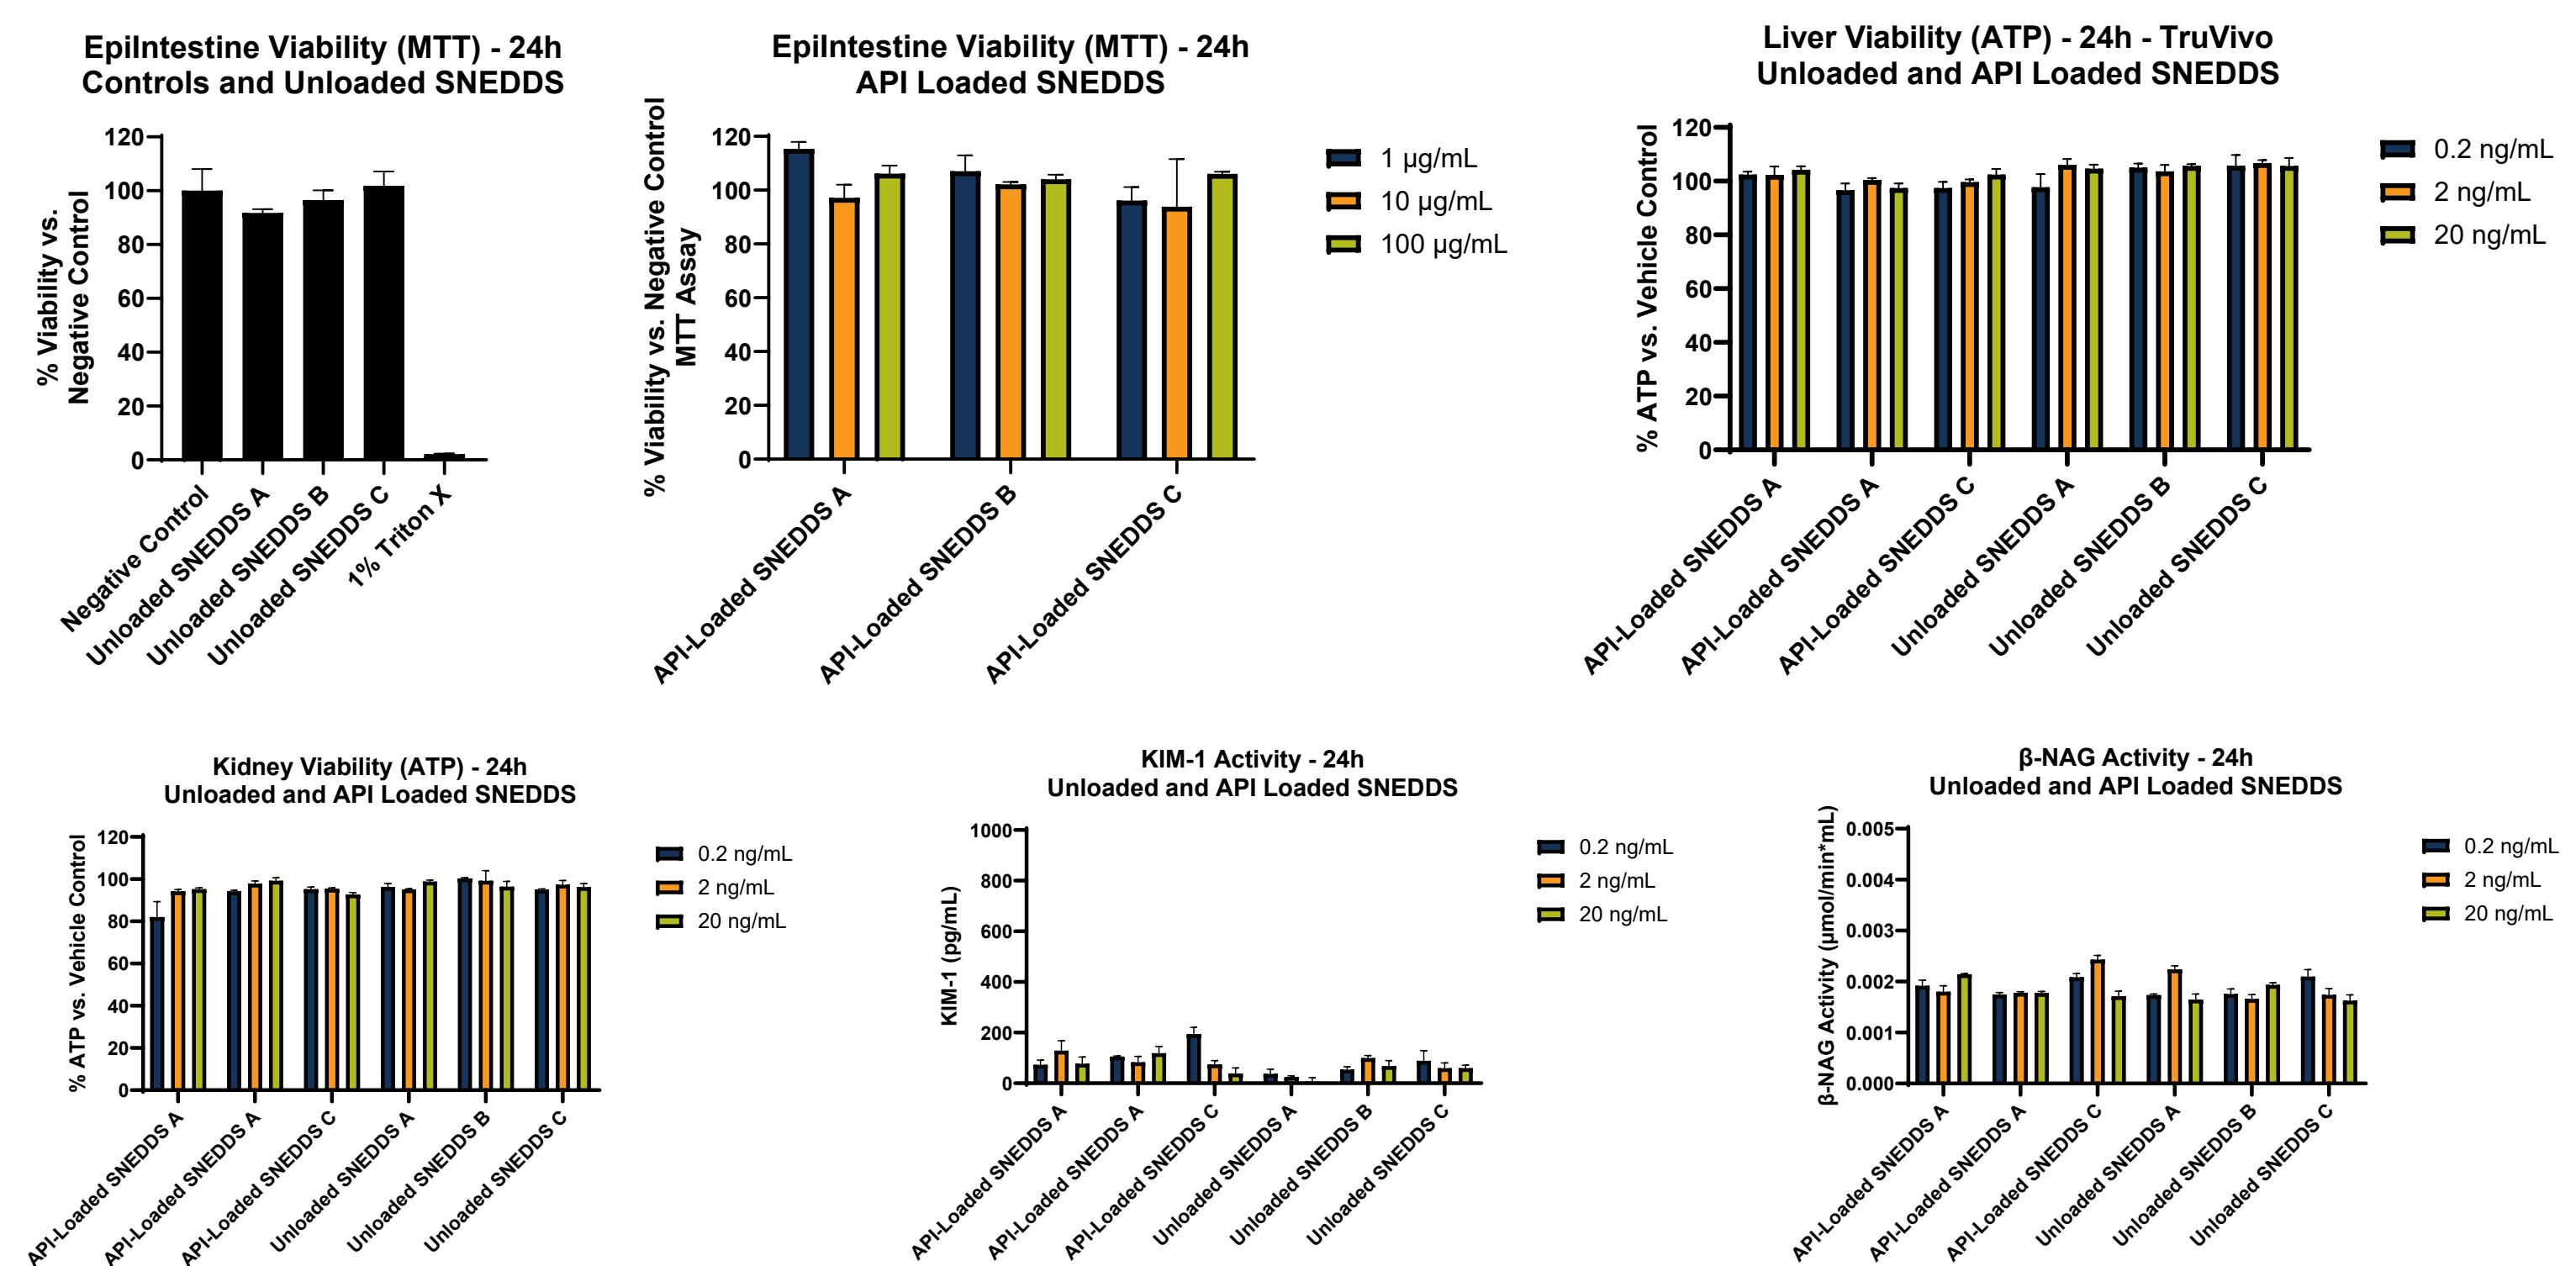 EpiIntestine Viability (MTT) - 24h
Controls and Unloaded SNEDDS
% Viability vs.
Negative Control
120
100
80
60
40
20
0
Negative Control
Unloaded SNEDDS A
Unloaded SNEDDS B
Unloaded SNEDDS C
1% Triton X
EpiIntestine Viability (MTT) - 24h
API Loaded SNEDDS
% Viability vs. Negative Control
MTT Assay
120
100
80
60
40
20
0
API-Loaded SNEDDS A
API-Loaded SNEDDS B
API-Loaded SNEDDS C
1 µg/mL
10 µg/mL
100 µg/mL
Liver Viability (ATP) - 24h - TruVivo
Unloaded and API Loaded SNEDDS
% ATP vs. Vehicle Control
120
100
80
60
40
20
0
API-Loaded SNEDDS A
API-Loaded SNEDDS A
API-Loaded SNEDDS C
Unloaded SNEDDS A
Unloaded SNEDDS B
Unloaded SNEDDS C
0.2 ng/mL
2 ng/mL
20 ng/mL
Kidney Viability (ATP) - 24h
Unloaded and API Loaded SNEDDS
% ATP vs. Vehicle Control
120
100
80
60
40
20
0
API-Loaded SNEDDS A
API-Loaded SNEDDS A
API-Loaded SNEDDS C
Unloaded SNEDDS A
Unloaded SNEDDS B
Unloaded SNEDDS C
0.2 ng/mL
2 ng/mL
20 ng/mL
KIM-1 Activity - 24h
Unloaded and API Loaded SNEDDS
KIM-1 (pg/mL)
1000
800
600
400
200
0
API-Loaded SNEDDS A
API-Loaded SNEDDS A
API-Loaded SNEDDS C
Unloaded SNEDDS A
Unloaded SNEDDS B
Unloaded SNEDDS C
0.2 ng/mL
2 ng/mL
20 ng/mL
β-NAG Activity - 24h
Unloaded and API Loaded SNEDDS
β-NAG Activity (µmol/min*mL)
0.005
0.004
0.003
0.002
0.001
0.000
API-Loaded SNEDDS A
API-Loaded SNEDDS A
API-Loaded SNEDDS C
Unloaded SNEDDS A
Unloaded SNEDDS B
Unloaded SNEDDS C
0.2 ng/mL
2 ng/mL
20 ng/mL